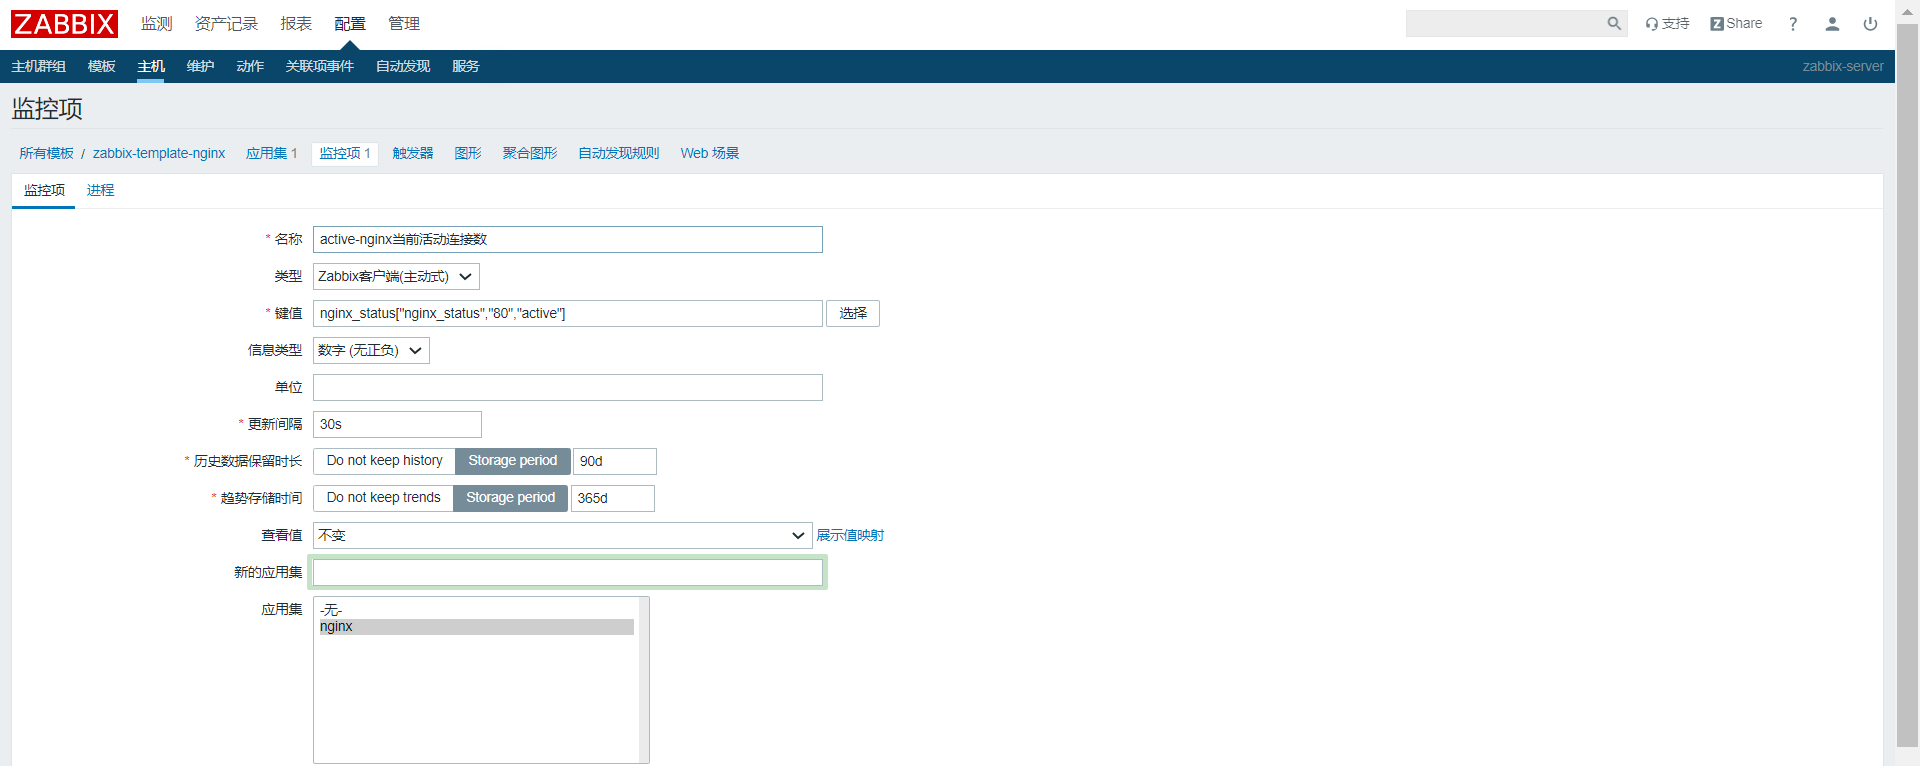 ZABBIX 监测 资产记录 报表 配置 管理 支持 Z Share ?
主机群组 模板 主机 维护 动作 关联项事件 自动发现 服务 zabbix-server
监控项
所有模板 / zabbix-template-nginx 应用集 1 监控项 1 触发器 图形 聚合图形 自动发现规则 Web 场景
监控项 进程
* 名称 active-nginx当前活动连接数
类型 Zabbix客户端(主动式)
* 键值 nginx_status["nginx_status","80","active"] 选择
信息类型 数字 (无正负)
单位
* 更新间隔 30s
* 历史数据保留时长 Do not keep history Storage period 90d
* 趋势存储时间 Do not keep trends Storage period 365d
查看值 不变 展示值映射
新的应用集
应用集 -无-
nginx